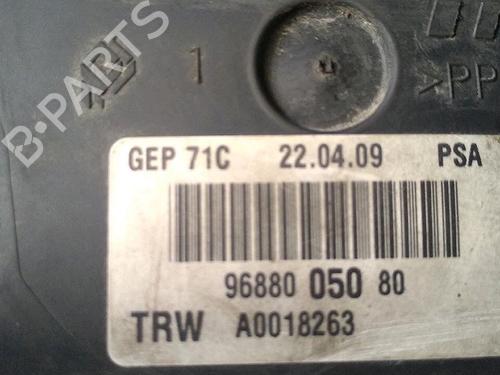 B-PARTS
1
>PP
GEP 71C 22.04.09 PSA
96880 050 80
TRW A0018263